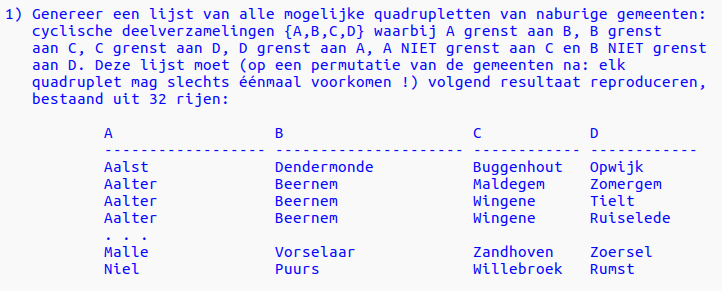 1) Genereer een lijst van alle mogelijke quadrupletten van naburige gemeenten:
cyclische deelverzamelingen {A,B,C,D} waarbij A grenst aan B, B grenst
aan C, C grenst aan D, D grenst aan A, A NIET grenst aan C en B NIET grenst
aan D. Deze lijst moet (op een permutatie van de gemeenten na: elk
quadruplet mag slechts éénmaal voorkomen !) volgend resultaat reproduceren,
bestaand uit 32 rijen:
A B C D
------------------ --------------------- ------------ ------------
Aalst Dendermonde Buggenhout Opwijk
Aalter Beernem Maldegem Zomergem
Aalter Beernem Wingene Tielt
Aalter Beernem Wingene Ruiselede
. . .
Malle Vorselaar Zandhoven Zoersel
Niel Puurs Willebroek Rumst